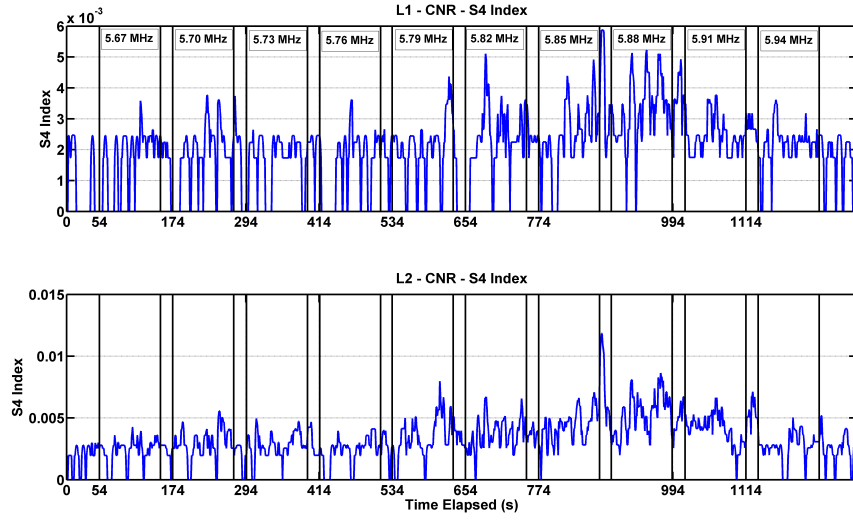 L1 - CNR - S4 Index
x 10⁻³
5.67 MHz 5.70 MHz 5.73 MHz 5.76 MHz 5.79 MHz 5.82 MHz 5.85 MHz 5.88 MHz 5.91 MHz 5.94 MHz
S4 Index
6
5
4
3
2
1
0
0 54 174 294 414 534 654 774 994 1114
L2 - CNR - S4 Index
S4 Index
0.015
0.01
0.005
0
0 54 174 294 414 534 654 774 994 1114
Time Elapsed (s)